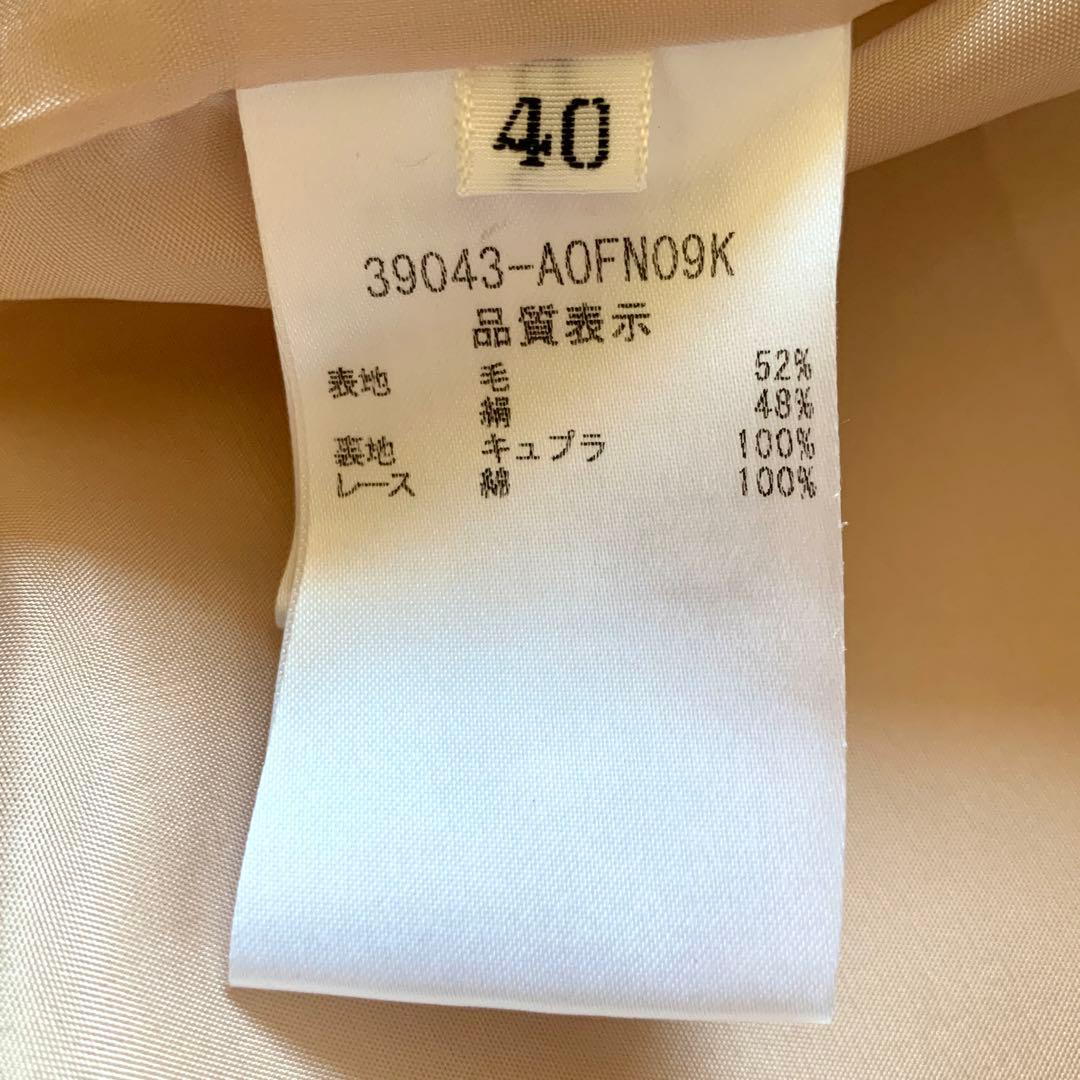 40
39043-A0FN09K
品質表示
表地 毛 52%
絹 48%
裏地 キュプラ 100%
レース 綿 100%